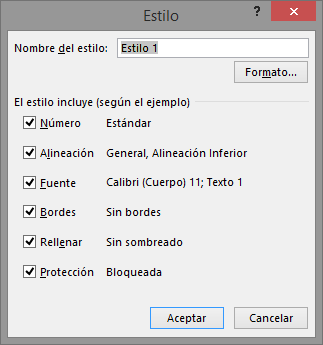 Estilo
?
Nombre del estilo: Estilo 1
Formato...
El estilo incluye (según el ejemplo)
Número Estándar
Alineación General, Alineación Inferior
Fuente Calibri (Cuerpo) 11; Texto 1
Bordes Sin bordes
Rellenar Sin sombreado
Protección Bloqueada
Aceptar Cancelar